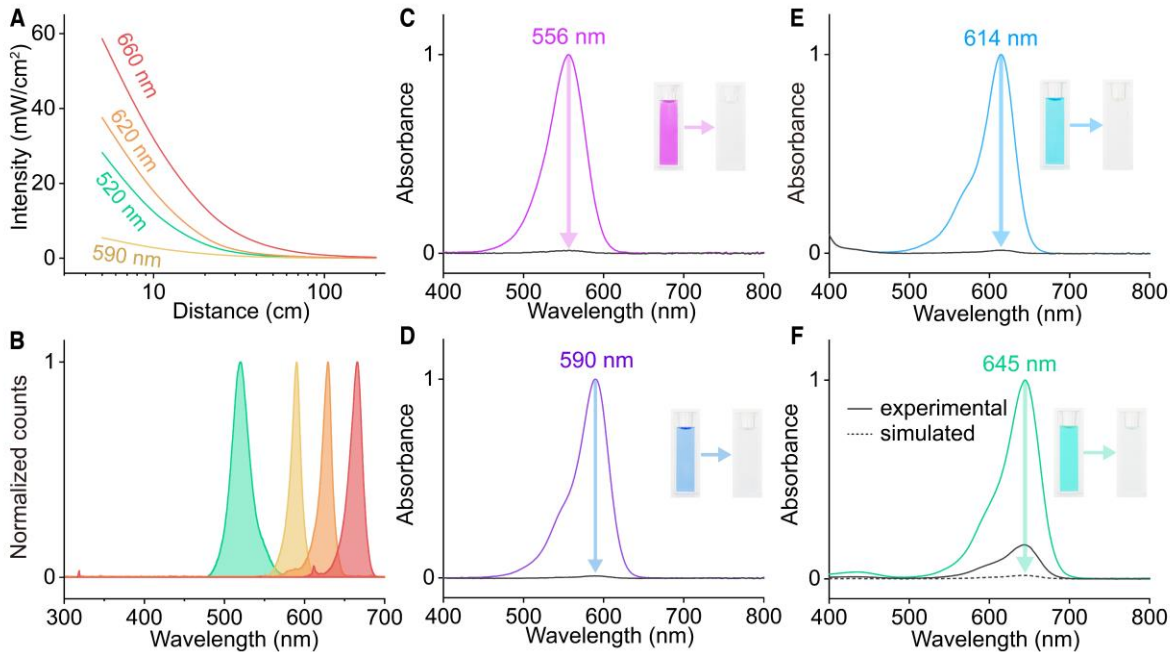 A
Intensity (mW/cm²)
60
40
20
0
660 nm
620 nm
520 nm
590 nm
10
100
Distance (cm)
B
Normalized counts
1
0
300
400
500
600
700
Wavelength (nm)
C
556 nm
Absorbance
1
0
400
500
600
700
800
Wavelength (nm)
D
590 nm
Absorbance
1
0
400
500
600
700
800
Wavelength (nm)
E
614 nm
Absorbance
1
0
400
500
600
700
800
Wavelength (nm)
F
645 nm
Absorbance
1
0
experimental
simulated
400
500
600
700
800
Wavelength (nm)